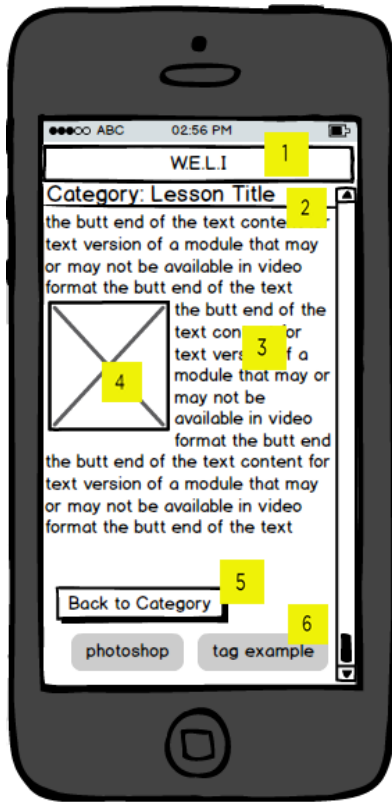 ABC 02:56 PM
W.E.L.I 1
Category: Lesson Title 2
the butt end of the text content for
text version of a module that may
or may not be available in video
format the butt end of the text
the butt end of the
text content for
text version of a 3
module that may or
4 may not be
available in video
format the butt end
the butt end of the text content for
text version of a module that may
or may not be available in video
format the butt end of the text
5
Back to Category
6
photoshop tag example